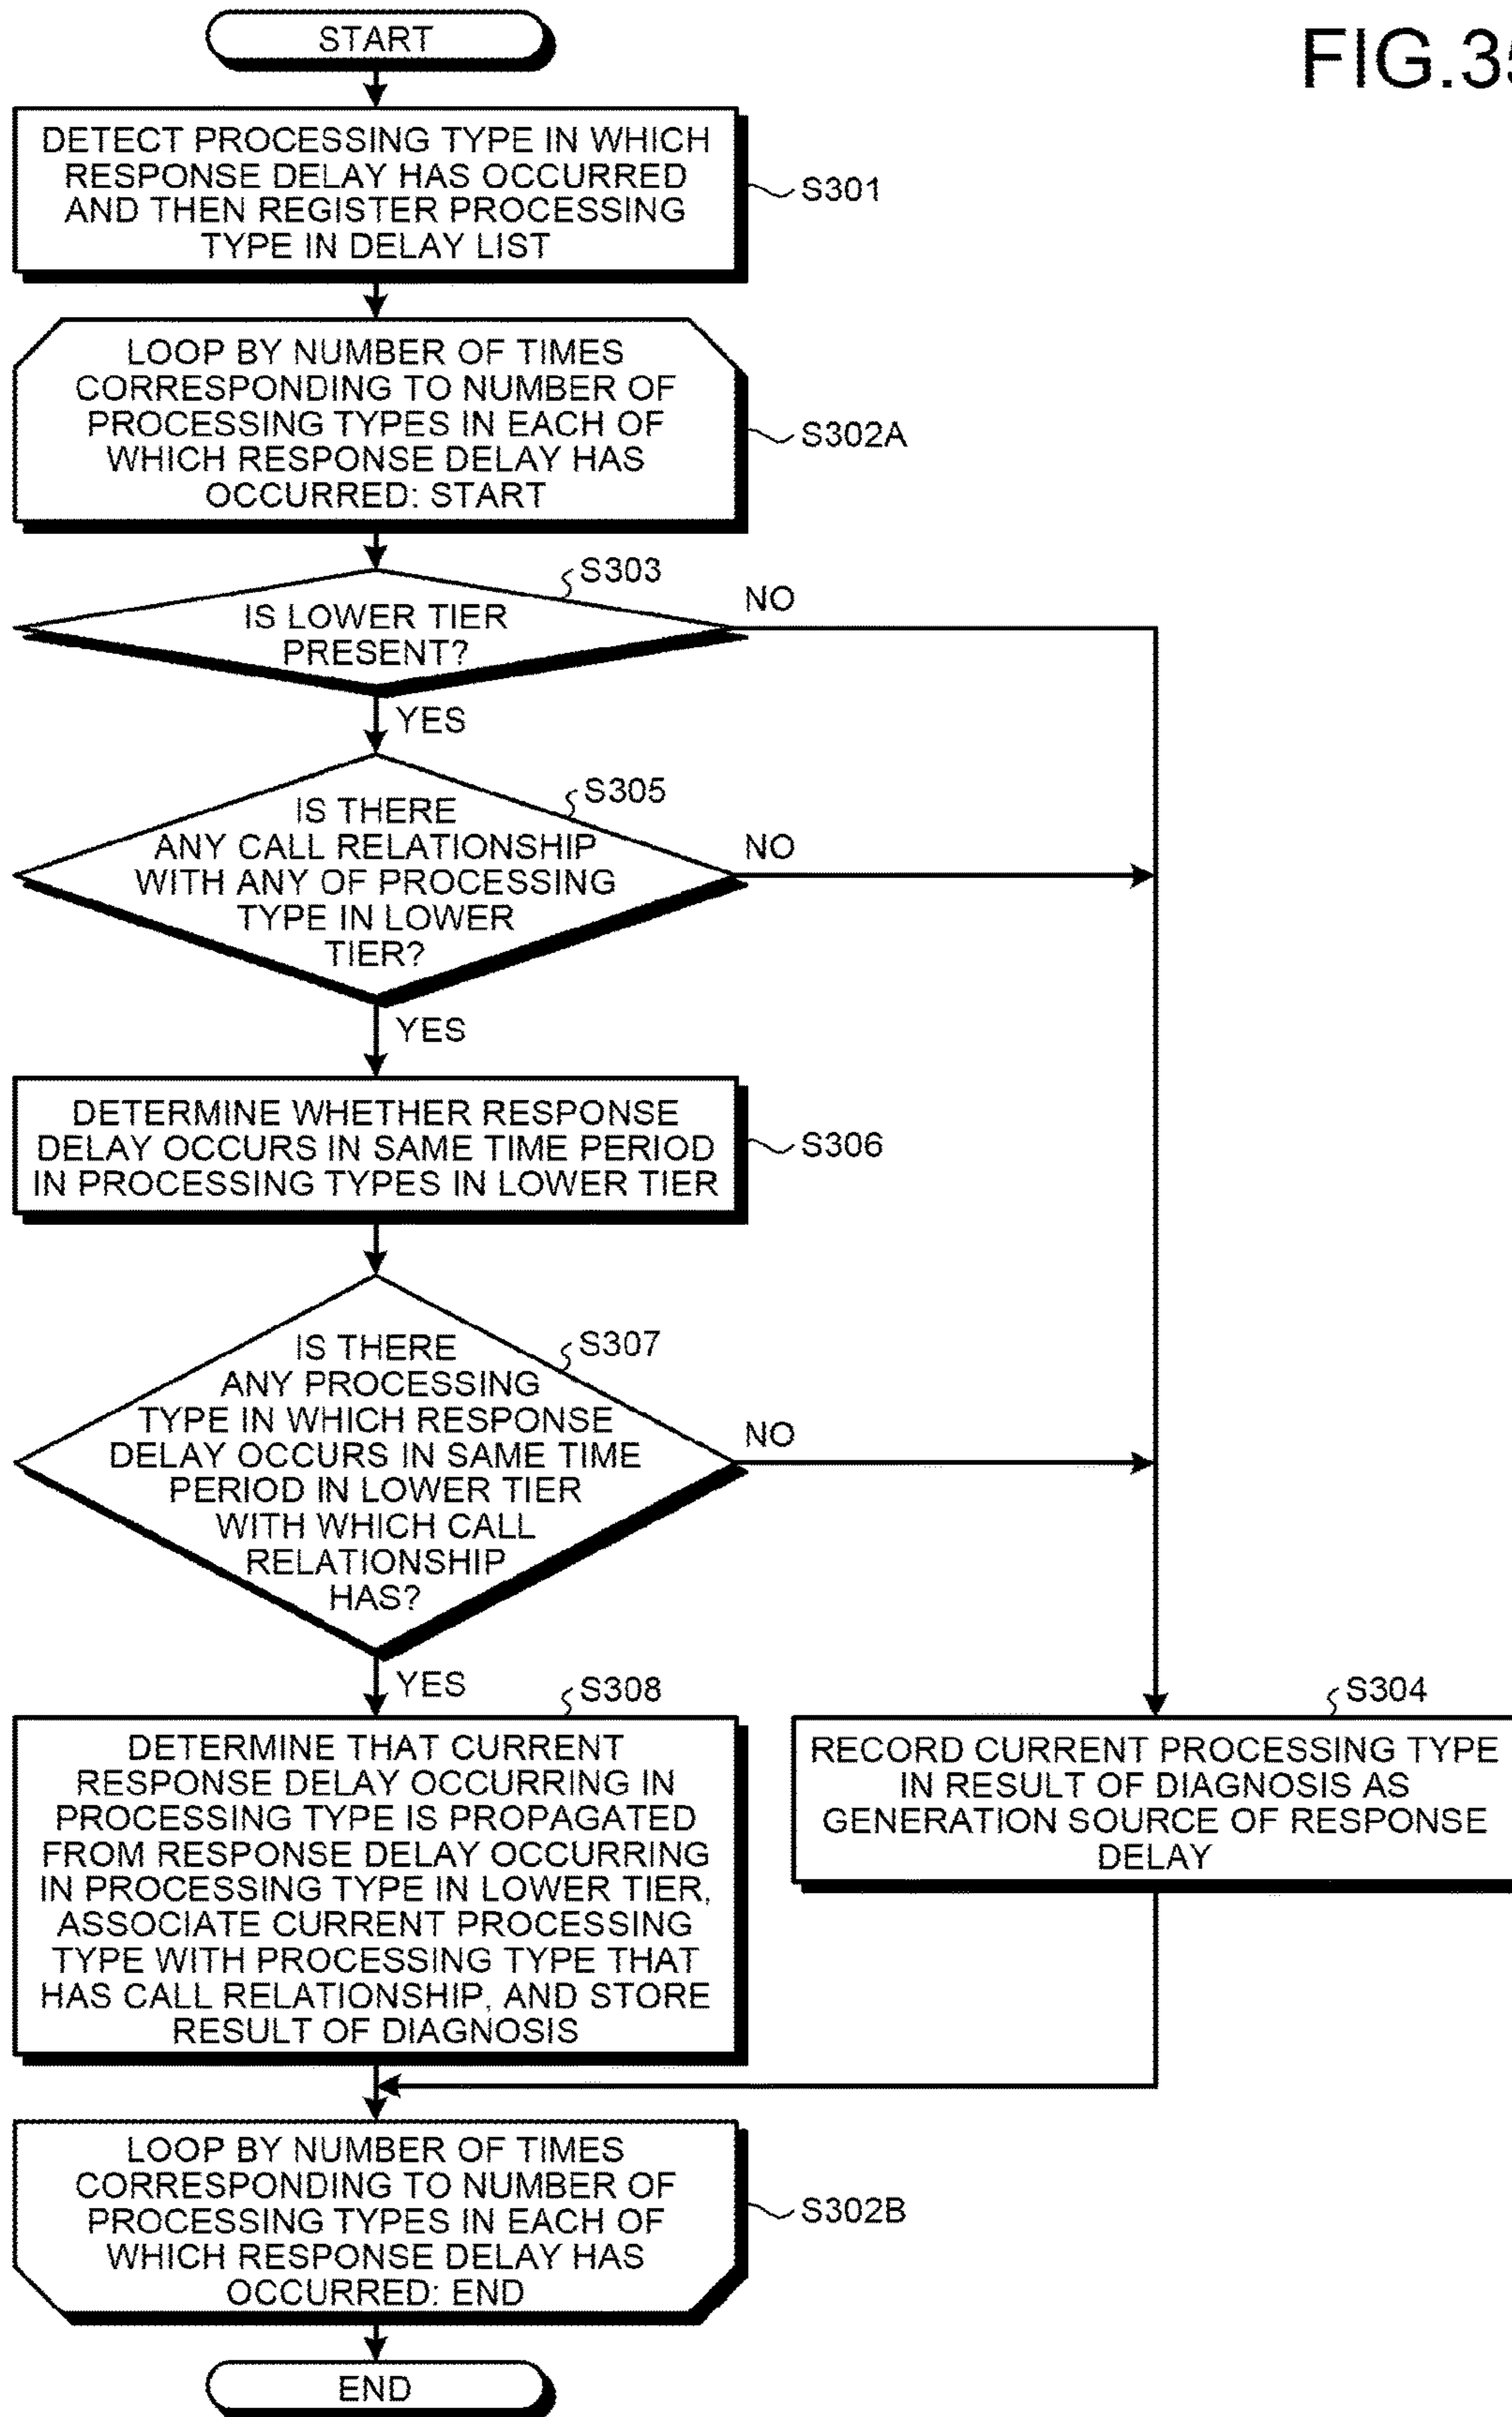 FIG.35
START
DETECT PROCESSING TYPE IN WHICH
RESPONSE DELAY HAS OCCURRED
AND THEN REGISTER PROCESSING
TYPE IN DELAY LIST
S301
LOOP BY NUMBER OF TIMES
CORRESPONDING TO NUMBER OF
PROCESSING TYPES IN EACH OF
WHICH RESPONSE DELAY HAS
OCCURRED: START
S302A
S303
IS LOWER TIER
PRESENT?
NO
YES
S305
IS THERE
ANY CALL RELATIONSHIP
WITH ANY OF PROCESSING
TYPE IN LOWER
TIER?
NO
YES
DETERMINE WHETHER RESPONSE
DELAY OCCURS IN SAME TIME PERIOD
IN PROCESSING TYPES IN LOWER TIER
S306
S307
IS THERE
ANY PROCESSING
TYPE IN WHICH RESPONSE
DELAY OCCURS IN SAME TIME
PERIOD IN LOWER TIER
WITH WHICH CALL
RELATIONSHIP
HAS?
NO
YES
S308
DETERMINE THAT CURRENT
RESPONSE DELAY OCCURRING IN
PROCESSING TYPE IS PROPAGATED
FROM RESPONSE DELAY OCCURRING
IN PROCESSING TYPE IN LOWER TIER,
ASSOCIATE CURRENT PROCESSING
TYPE WITH PROCESSING TYPE THAT
HAS CALL RELATIONSHIP, AND STORE
RESULT OF DIAGNOSIS
S304
RECORD CURRENT PROCESSING TYPE
IN RESULT OF DIAGNOSIS AS
GENERATION SOURCE OF RESPONSE
DELAY
LOOP BY NUMBER OF TIMES
CORRESPONDING TO NUMBER OF
PROCESSING TYPES IN EACH OF
WHICH RESPONSE DELAY HAS
OCCURRED: END
S302B
END